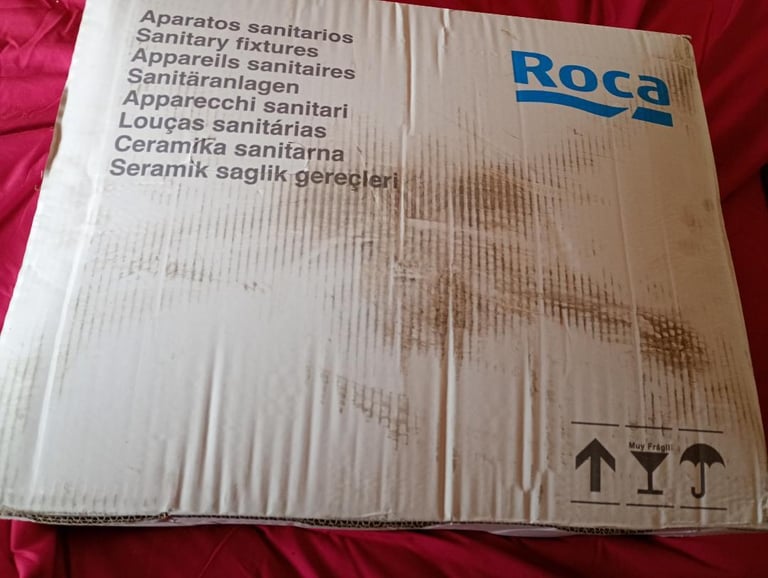 Aparatos sanitarios
Sanitary fixtures
Appareils sanitaires
Sanitäranlagen
Apparecchi sanitari
Louças sanitárias
Ceramika sanitarna
Seramik saglik gereçleri
Roca
Muy Frágil